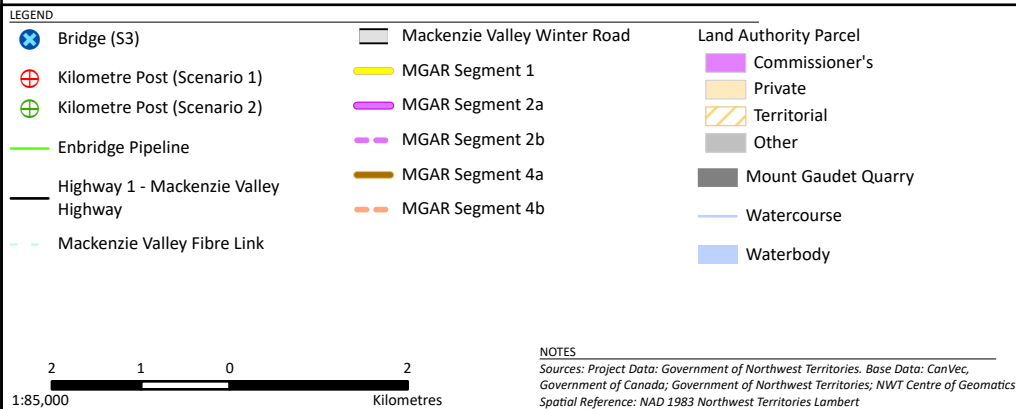 LEGEND
Bridge (S3)
Kilometre Post (Scenario 1)
Kilometre Post (Scenario 2)
Enbridge Pipeline
Highway 1 - Mackenzie Valley
Highway
Mackenzie Valley Fibre Link
Mackenzie Valley Winter Road
MGAR Segment 1
MGAR Segment 2a
MGAR Segment 2b
MGAR Segment 4a
MGAR Segment 4b
Land Authority Parcel
Commissioner's
Private
Territorial
Other
Mount Gaudet Quarry
Watercourse
Waterbody
2 1 0 2
1:85,000 Kilometres
NOTES
Sources: Project Data: Government of Northwest Territories. Base Data: CanVec,
Government of Canada; Government of Northwest Territories; NWT Centre of Geomatics
Spatial Reference: NAD 1983 Northwest Territories Lambert